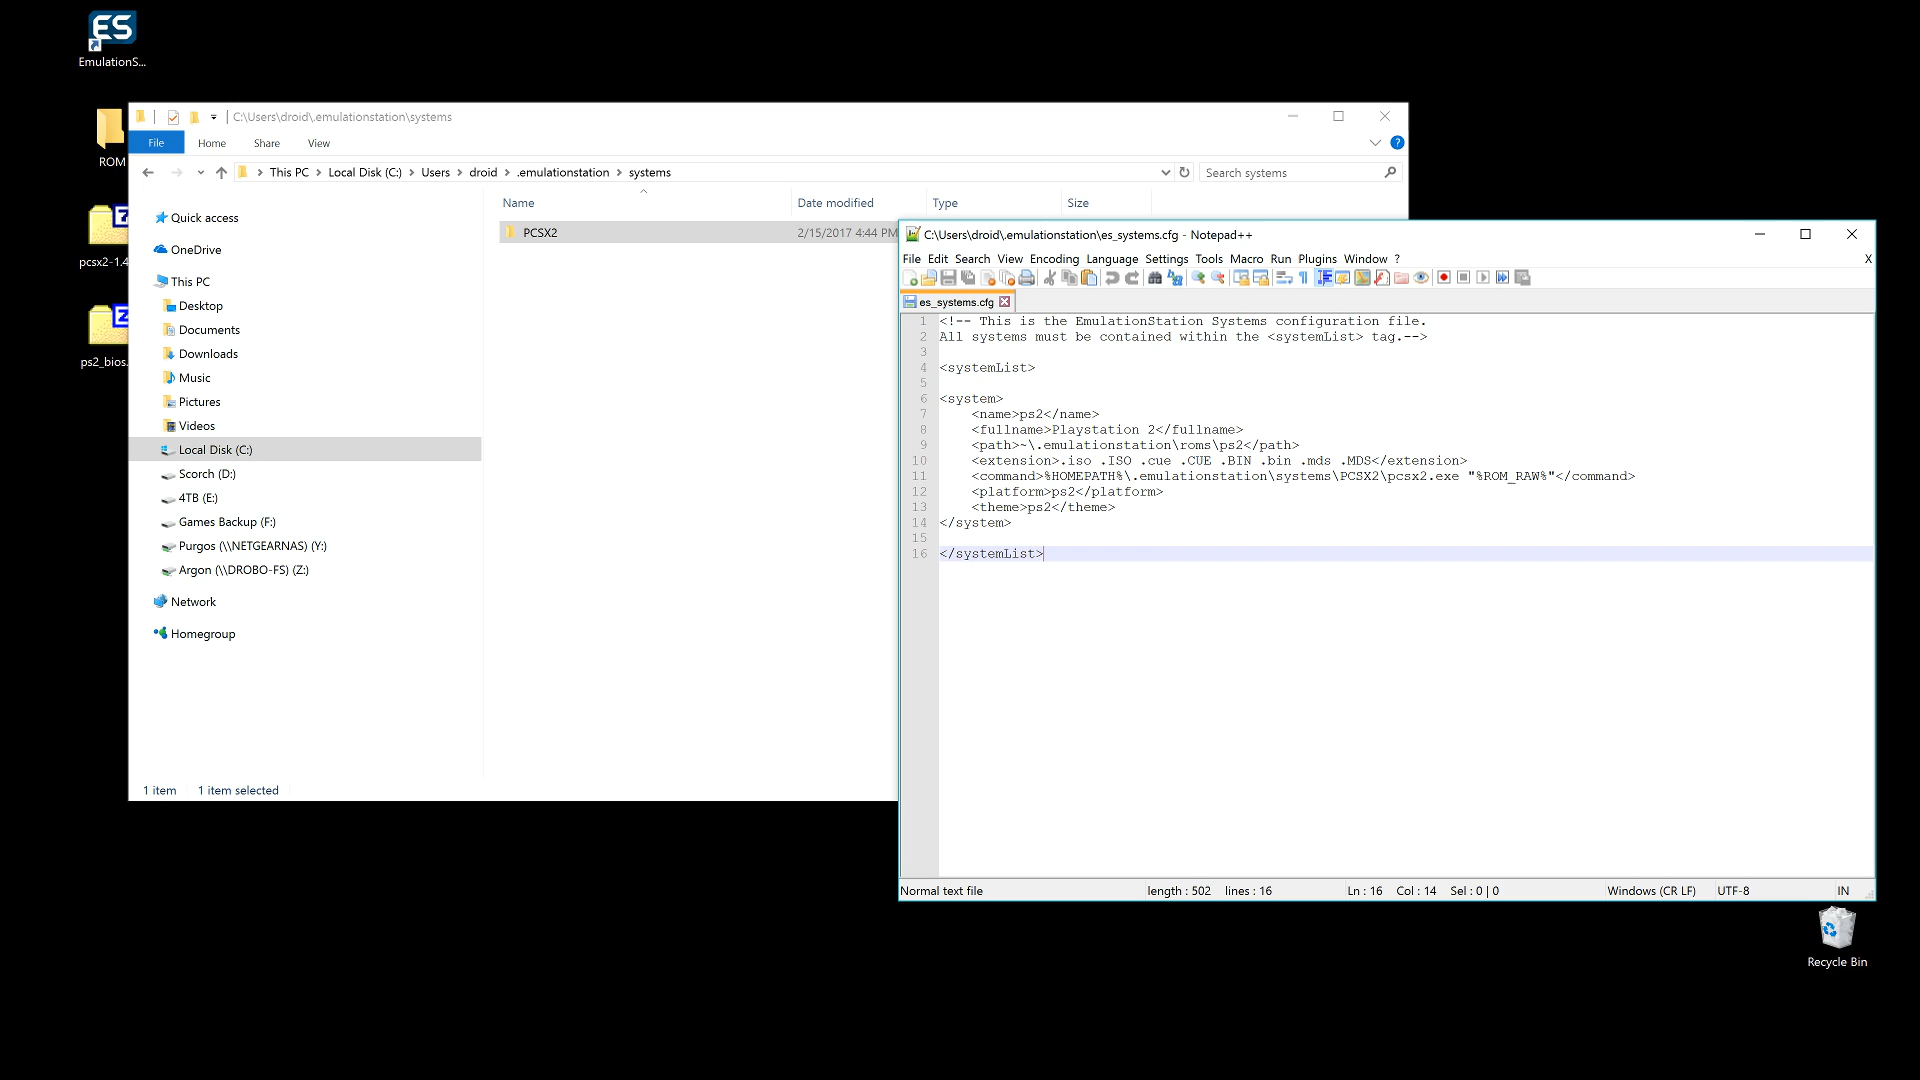 ES
EmulationS...
ROM
pcsx2-1.4
ps2_bios.
C:\Users\droid\.emulationstation\systems
File Home Share View
This PC > Local Disk (C:) > Users > droid > .emulationstation > systems
Search systems
Quick access
OneDrive
This PC
Desktop
Documents
Downloads
Music
Pictures
Videos
Local Disk (C:)
Scorch (D:)
4TB (E:)
Games Backup (F:)
Purgos (\\NETGEARNAS) (Y:)
Argon (\\DROBO-FS) (Z:)
Network
Homegroup
Name Date modified Type Size
PCSX2 2/15/2017 4:44 PM
1 item 1 item selected
C:\Users\droid\.emulationstation\es_systems.cfg - Notepad++
File Edit Search View Encoding Language Settings Tools Macro Run Plugins Window ? X
es_systems.cfg
1 <!-- This is the EmulationStation Systems configuration file.
2 All systems must be contained within the <systemList> tag.-->
3
4 <systemList>
5
6 <system>
7 <name>ps2</name>
8 <fullname>Playstation 2</fullname>
9 <path>~\.emulationstation\roms\ps2</path>
10 <extension>.iso .ISO .cue .CUE .BIN .bin .mds .MDS</extension>
11 <command>%HOMEPATH%\.emulationstation\systems\PCSX2\pcsx2.exe "%ROM_RAW%"</command>
12 <platform>ps2</platform>
13 <theme>ps2</theme>
14 </system>
15
16 </systemList>
Normal text file length : 502 lines : 16 Ln : 16 Col : 14 Sel : 0 | 0 Windows (CR LF) UTF-8 IN
Recycle Bin